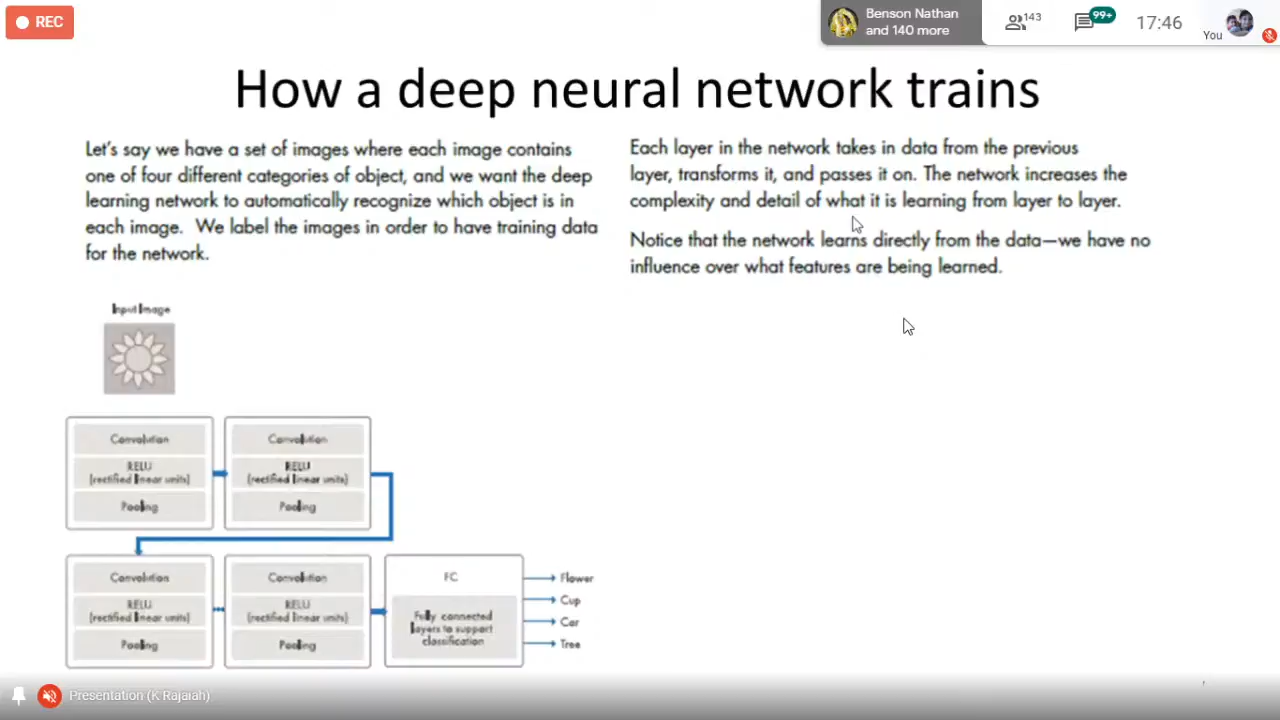 REC
Benson Nathan
and 140 more
143
99+
17:46
You
How a deep neural network trains
Let's say we have a set of images where each image contains
one of four different categories of object, and we want the deep
learning network to automatically recognize which object is in
each image. We label the images in order to have training data
for the network.
Each layer in the network takes in data from the previous
layer, transforms it, and passes it on. The network increases the
complexity and detail of what it is learning from layer to layer.
Notice that the network learns directly from the data—we have no
influence over what features are being learned.
Input Image
Convolution
RELU
(rectified linear units)
Pooling
Convolution
RELU
(rectified linear units)
Pooling
Convolution
RELU
(rectified linear units)
Pooling
Convolution
RELU
(rectified linear units)
Pooling
FC
Fully connected
layers to support
classification
Flower
Cup
Car
Tree
Presentation (K Rajaiah)